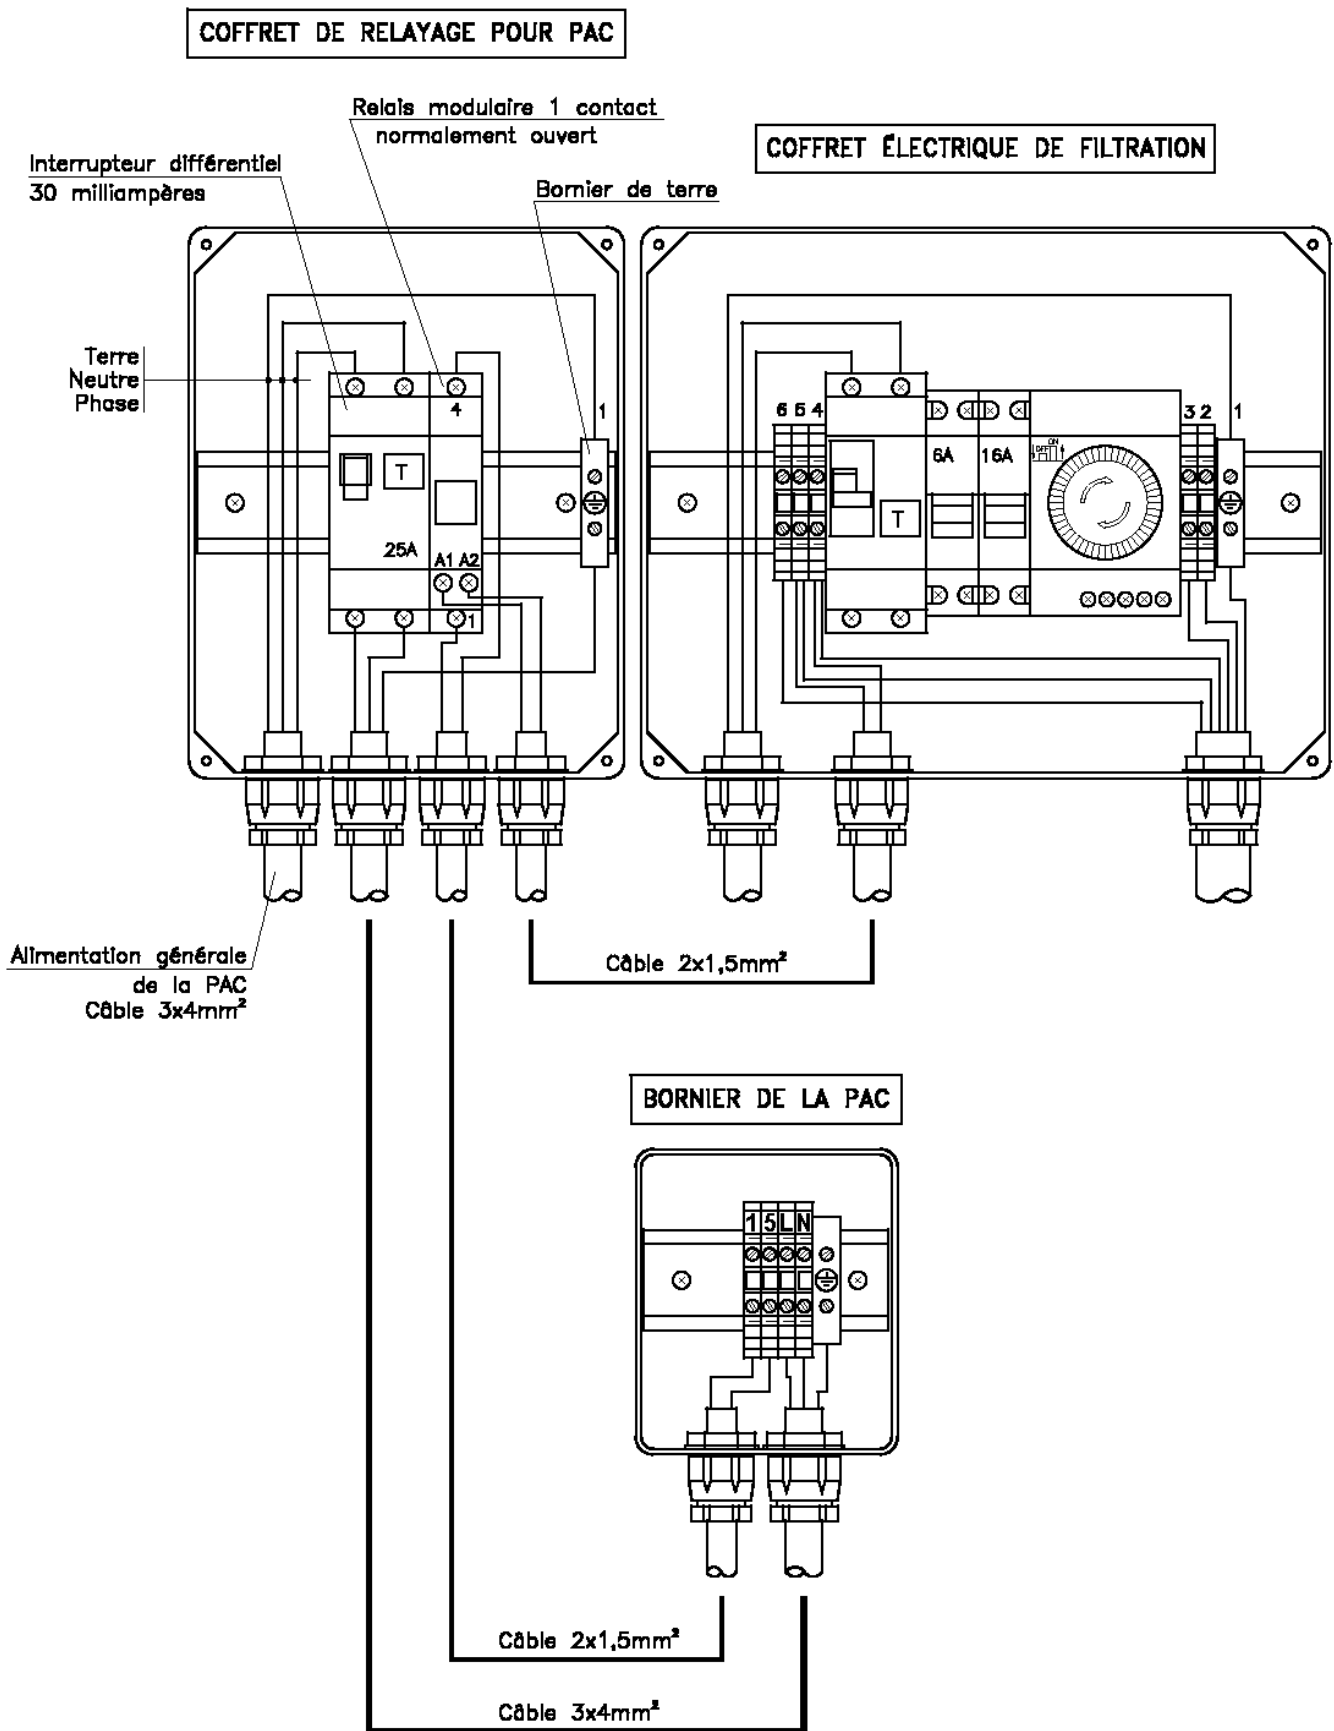 COFFRET DE RELAYAGE POUR PAC
Relais modulaire 1 contact
normalement ouvert
COFFRET ÉLECTRIQUE DE FILTRATION
Interrupteur différentiel
30 milliampères
Bornier de terre
Terre
Neutre
Phase
4
1
T
25A
A1 A2
1
6 5 4
6A
16A
ON
OFF
T
3 2
1
Alimentation générale
de la PAC
Câble 3x4mm²
Câble 2x1,5mm²
BORNIER DE LA PAC
1 5 L N
Câble 2x1,5mm²
Câble 3x4mm²